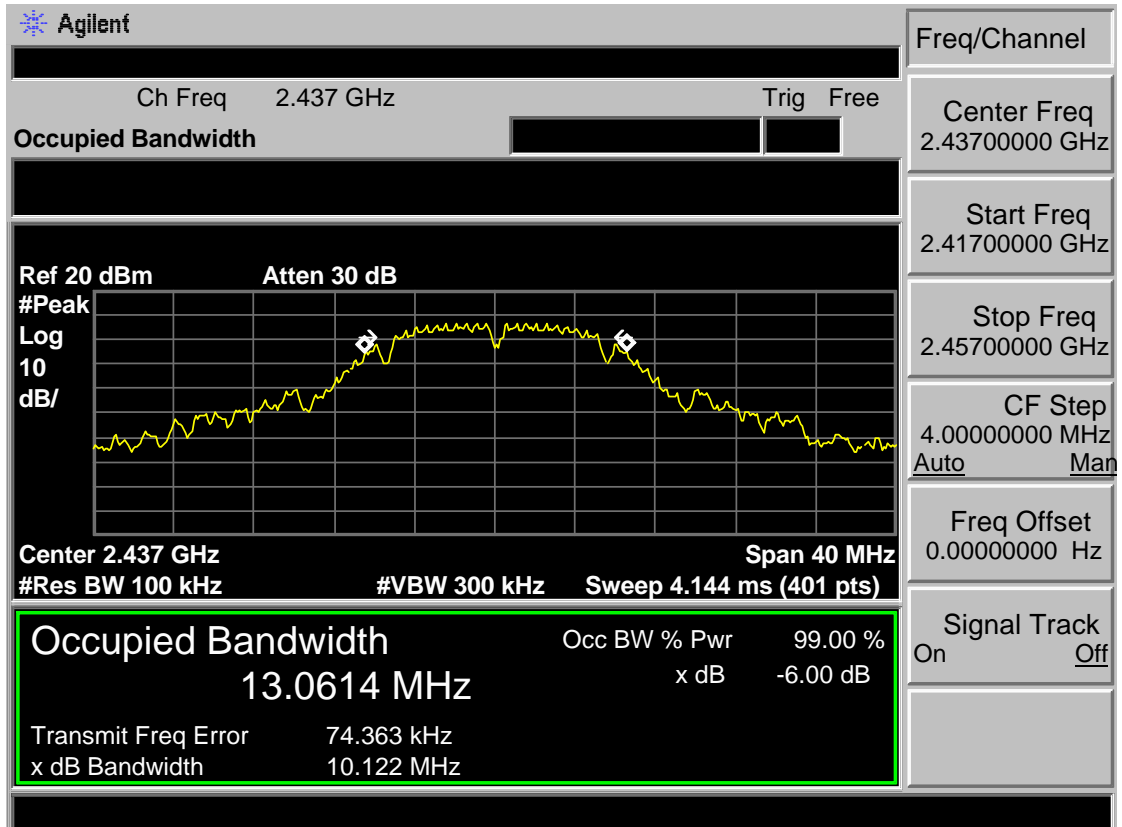 Agilent
Freq/Channel
Ch Freq 2.437 GHz Trig Free
Occupied Bandwidth
Center Freq
2.43700000 GHz
Start Freq
2.41700000 GHz
Stop Freq
2.45700000 GHz
CF Step
4.00000000 MHz
Auto Man
Freq Offset
0.00000000 Hz
Signal Track
On Off
Ref 20 dBm Atten 30 dB
#Peak
Log
10
dB/
Center 2.437 GHz Span 40 MHz
#Res BW 100 kHz #VBW 300 kHz Sweep 4.144 ms (401 pts)
Occupied Bandwidth Occ BW % Pwr 99.00 %
13.0614 MHz x dB -6.00 dB
Transmit Freq Error 74.363 kHz
x dB Bandwidth 10.122 MHz